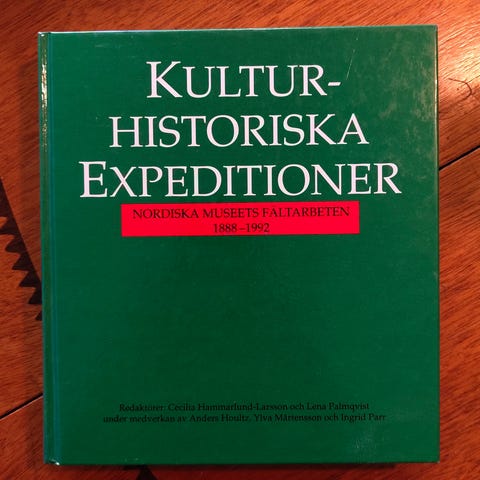 KULTUR-
HISTORISKA
EXPEDITIONER
NORDISKA MUSEETS FÄLTARBETEN
1888–1992
Redaktörer: Cecilia Hammarlund-Larsson och Lena Palmqvist
under medverkan av Anders Houltz, Ylva Mårtensson och Ingrid Parr